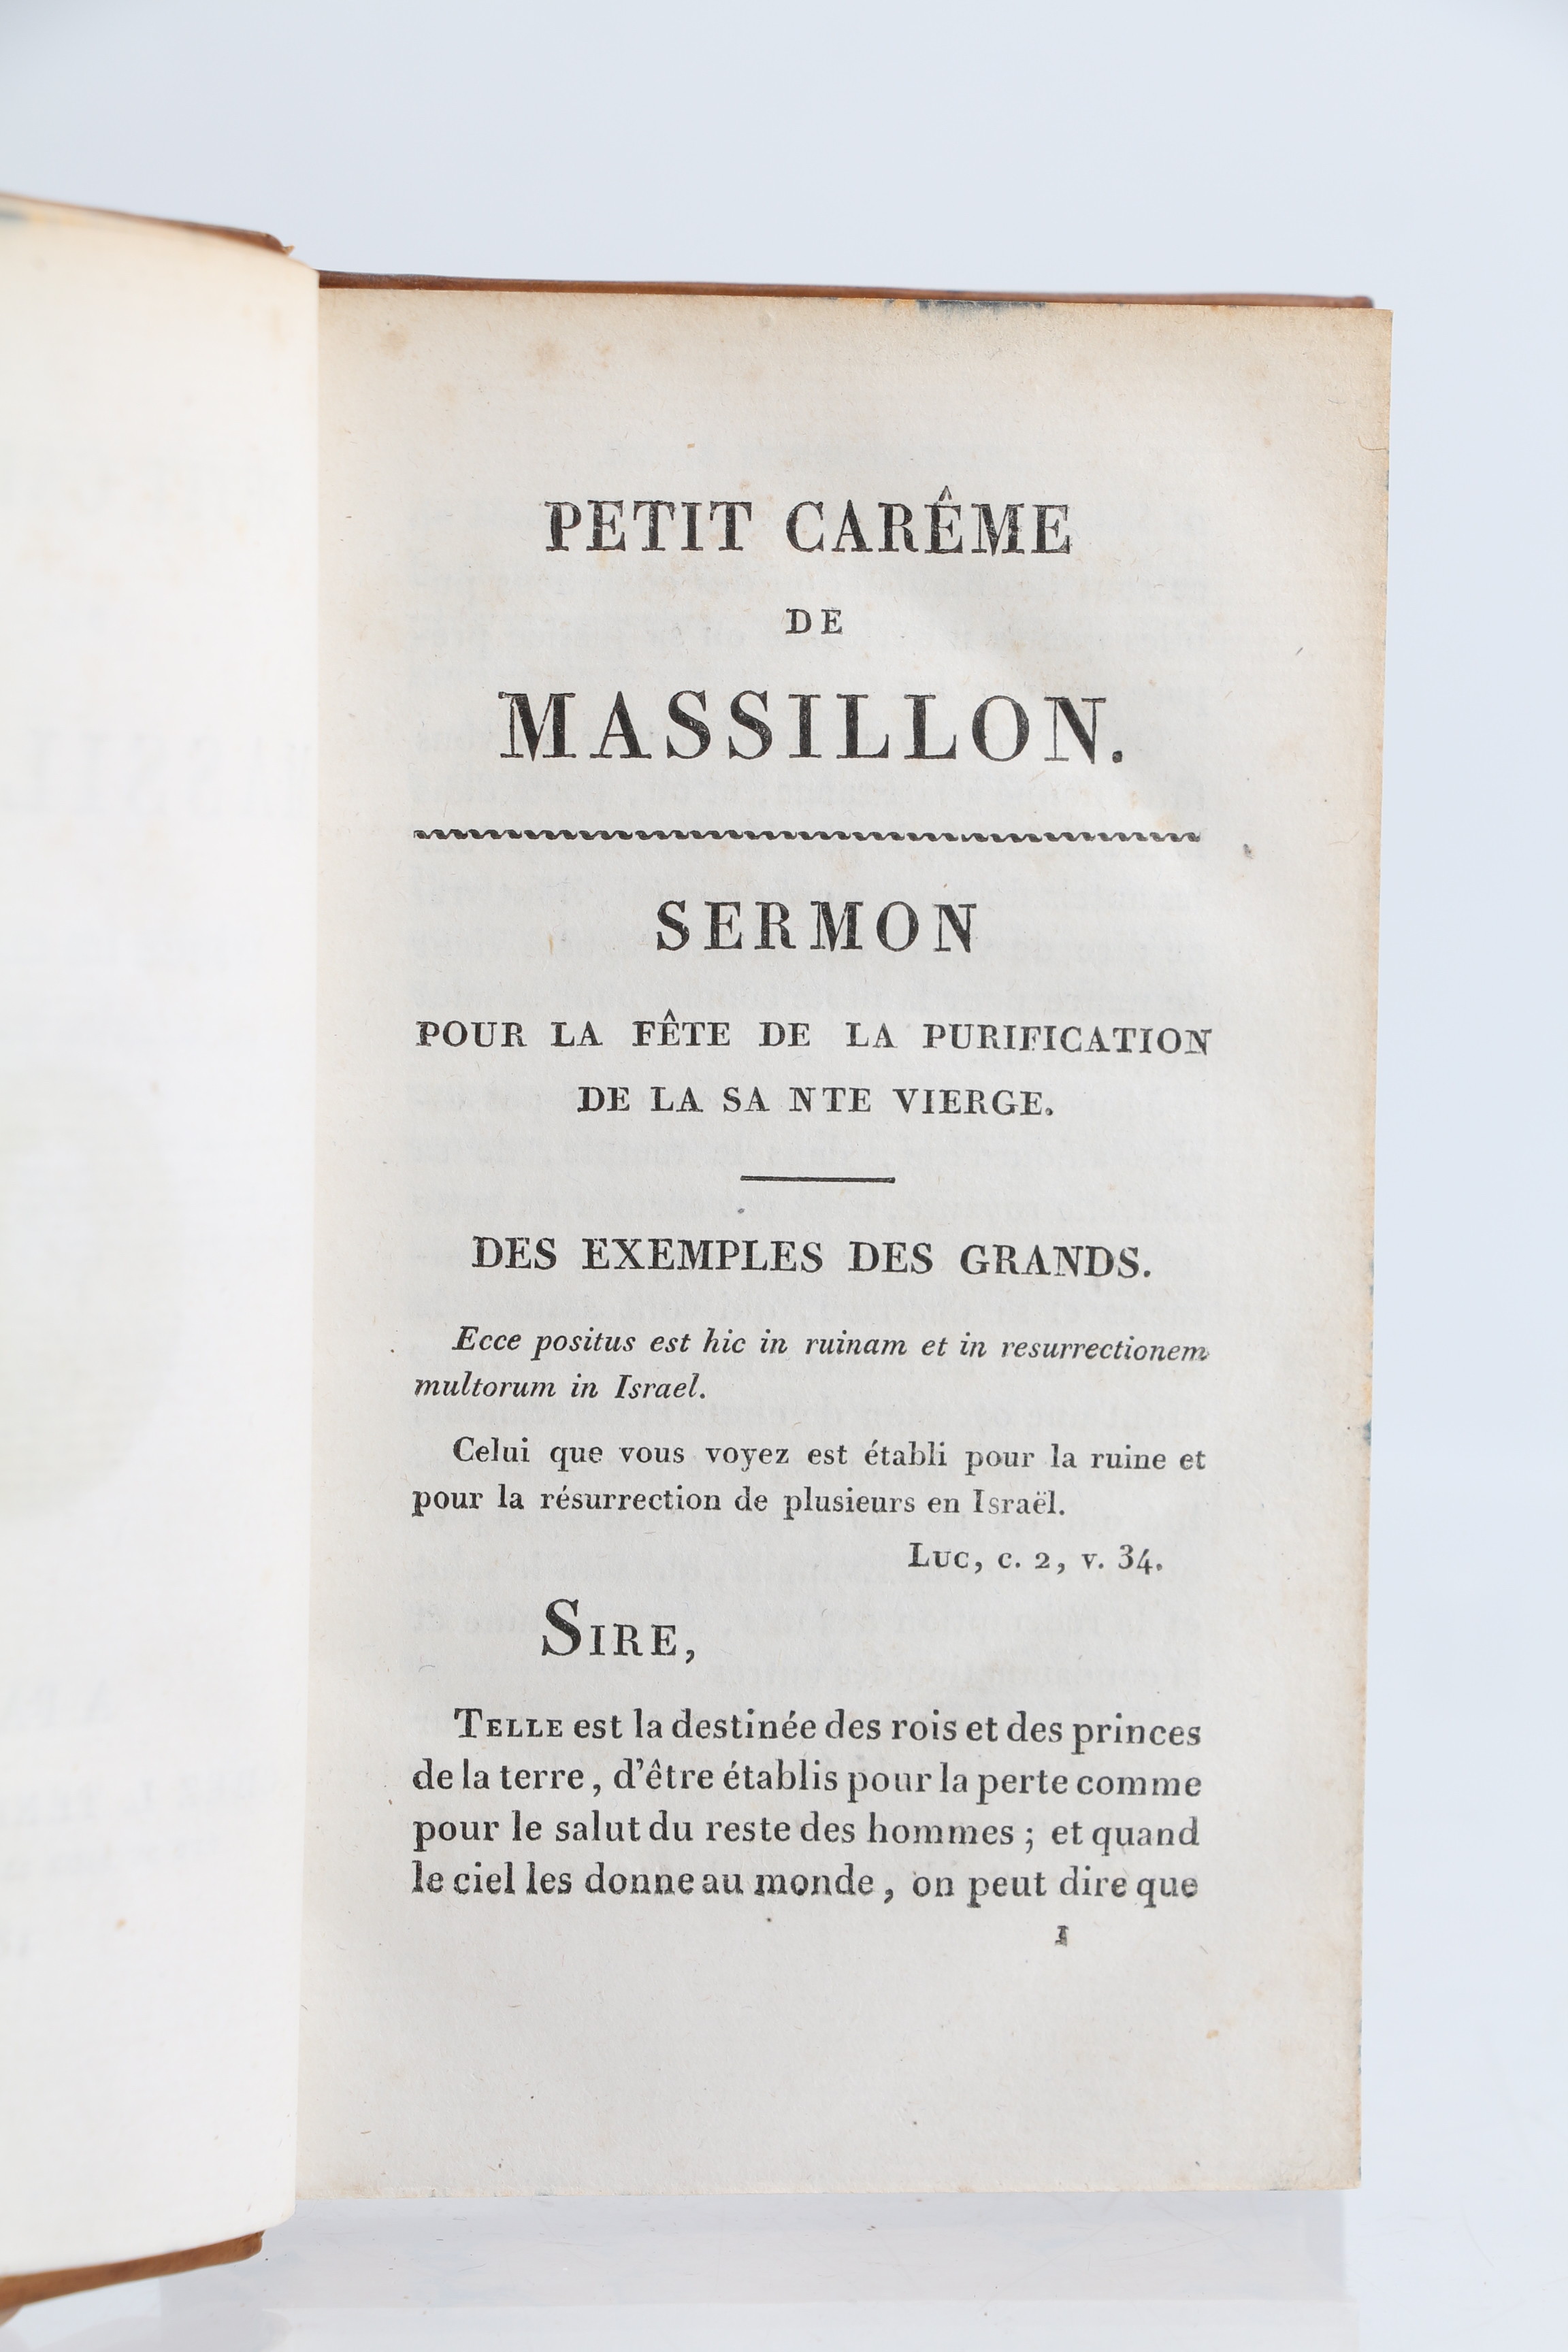 PETIT CARÊME
DE
MASSILLON.
SERMON
POUR LA FÊTE DE LA PURIFICATION
DE LA SA NTE VIERGE.
DES EXEMPLES DES GRANDS.
Ecce positus est hic in ruinam et in resurrectionem
multorum in Israel.
Celui que vous voyez est établi pour la ruine et
pour la résurrection de plusieurs en Israël.
Luc, c. 2, v. 34.
SIRE,
TELLE est la destinée des rois et des princes
de la terre, d'être établis pour la perte comme
pour le salut du reste des hommes ; et quand
le ciel les donne au monde, on peut dire que
1